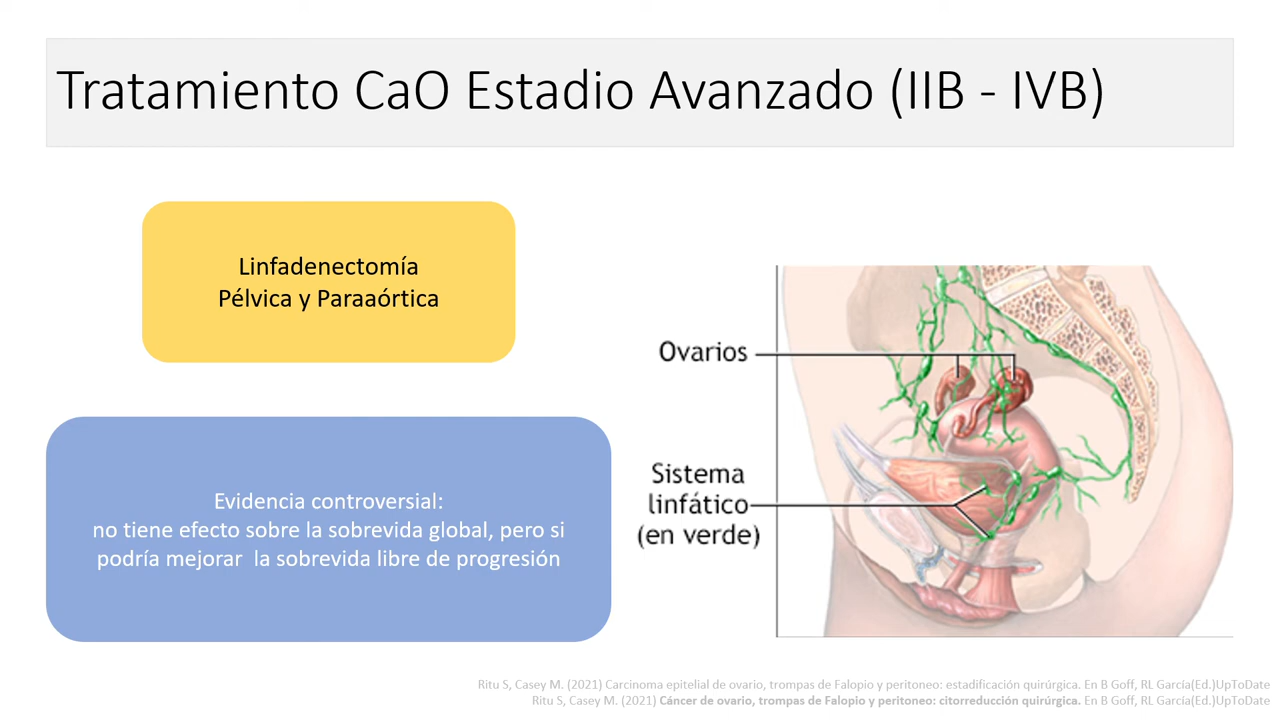 Tratamiento CaO Estadio Avanzado (IIB - IVB)
Linfadenectomía
Pélvica y Paraaórtica
Evidencia controversial:
no tiene efecto sobre la sobrevida global, pero si
podría mejorar  la sobrevida libre de progresión
Ovarios
Sistema
linfático
(en verde)
Ritu S, Casey M. (2021) Carcinoma epitelial de ovario, trompas de Falopio y peritoneo: estadificación quirúrgica. En B Goff, RL García(Ed.)UpToDate
Ritu S, Casey M. (2021) Cáncer de ovario, trompas de Falopio y peritoneo: citorreducción quirúrgica. En B Goff, RL García(Ed.)UpToDate